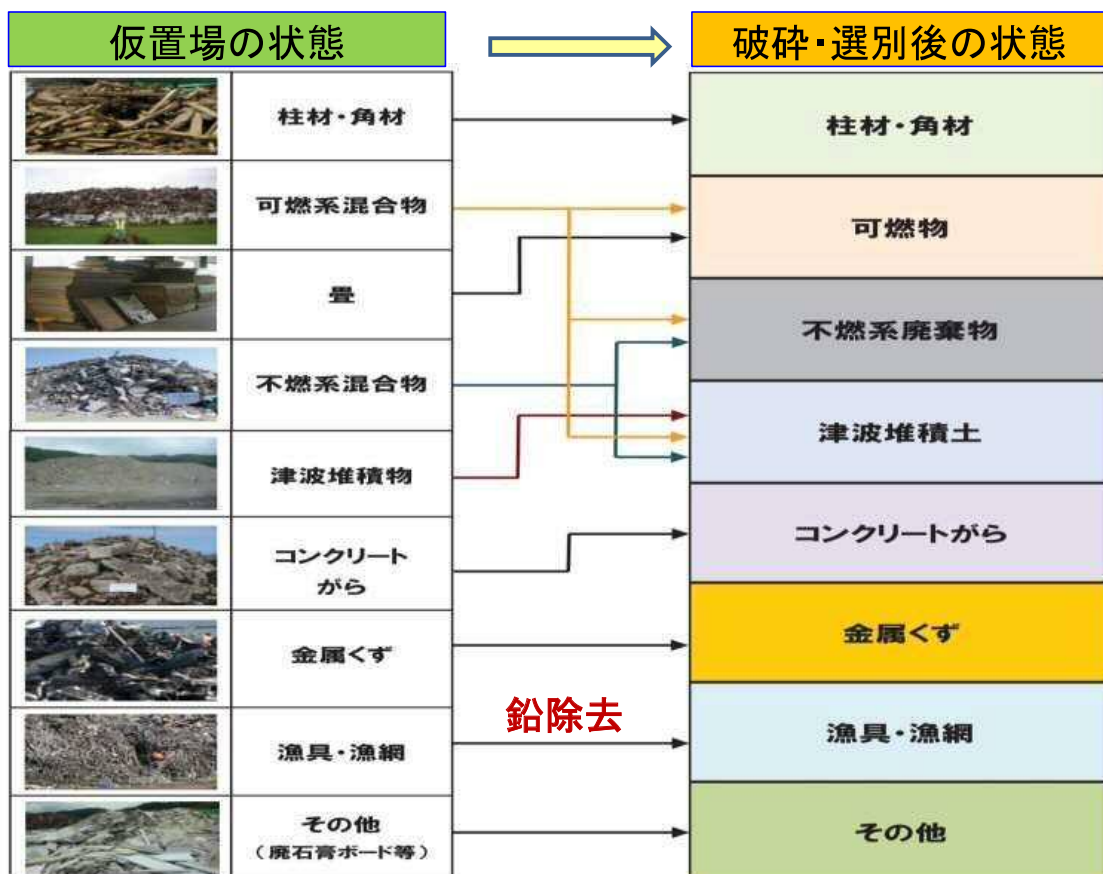 仮置場の状態
破砕・選別後の状態
柱材・角材
柱材・角材
可燃系混合物
可燃物
畳
不燃系廃棄物
不燃系混合物
津波堆積土
津波堆積物
コンクリートがら
コンクリート
がら
金属くず
金属くず
鉛除去
漁具・漁網
漁具・漁網
その他
（廃石膏ボード等）
その他